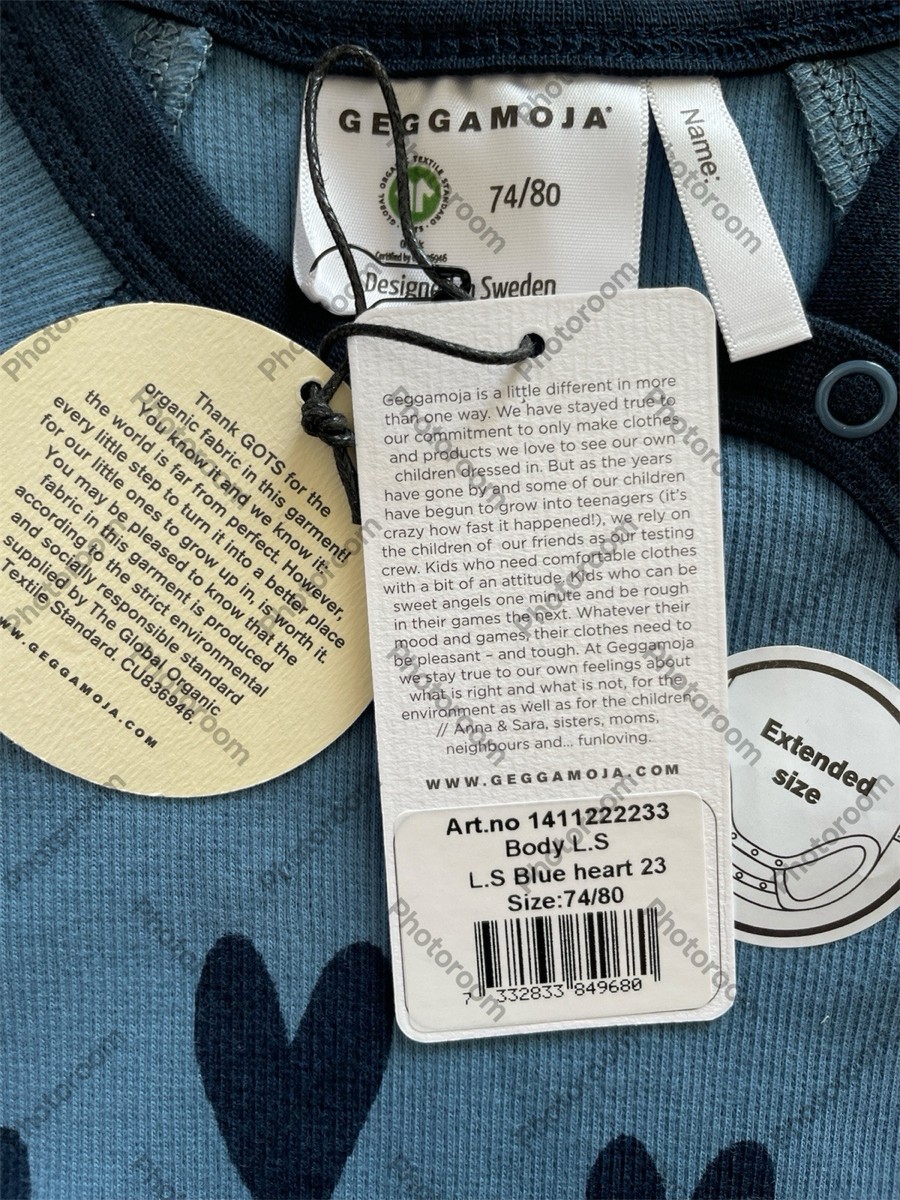 GEGGAMOJA
74/80
Name:
GLOBAL ORGANIC TEXTILE STANDARD · GOTS ·
Designed in Sweden
Thank GOTS for the
organic fabric in this garment!
You know it and we know it:
the world is far from perfect. However,
every little step to turn it into a better place
for our little ones to grow up in, is worth it.
You may be pleased to know that the
fabric in this garment is produced
according to the strict environmental
and socially responsible standard
supplied by The Global Organic
Textile Standard. CU836946
WWW.GEGGAMOJA.COM
Geggamoja is a little different in more
than one way. We have stayed true to
our commitment to only make clothes
and products we love to see our own
children dressed in. But as the years
have gone by and some of our children
have begun to grow into teenagers (it's
crazy how fast it happened!), we rely on
the children of our friends as our testing
crew. Kids who need comfortable clothes
with a bit of an attitude. Kids who can be
sweet angels one minute and be rough
in their games the next. Whatever their
mood and games, their clothes need to
be pleasant – and tough. At Geggamoja
we stay true to our own feelings about
what is right and what is not, for the
environment as well as for the children.
// Anna & Sara, sisters, moms,
neighbours and... funloving.
WWW.GEGGAMOJA.COM
Art.no 1411222233
Body L.S
L.S Blue heart 23
Size:74/80
7 332833 849680
Extended
size
Photoroom